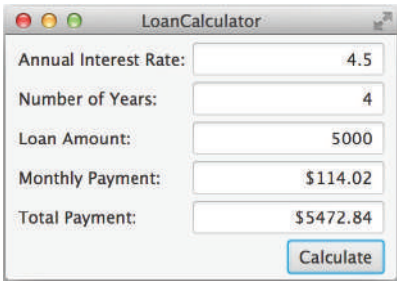 LoanCalculator
Annual Interest Rate: 4.5
Number of Years: 4
Loan Amount: 5000
Monthly Payment: $114.02
Total Payment: $5472.84
Calculate